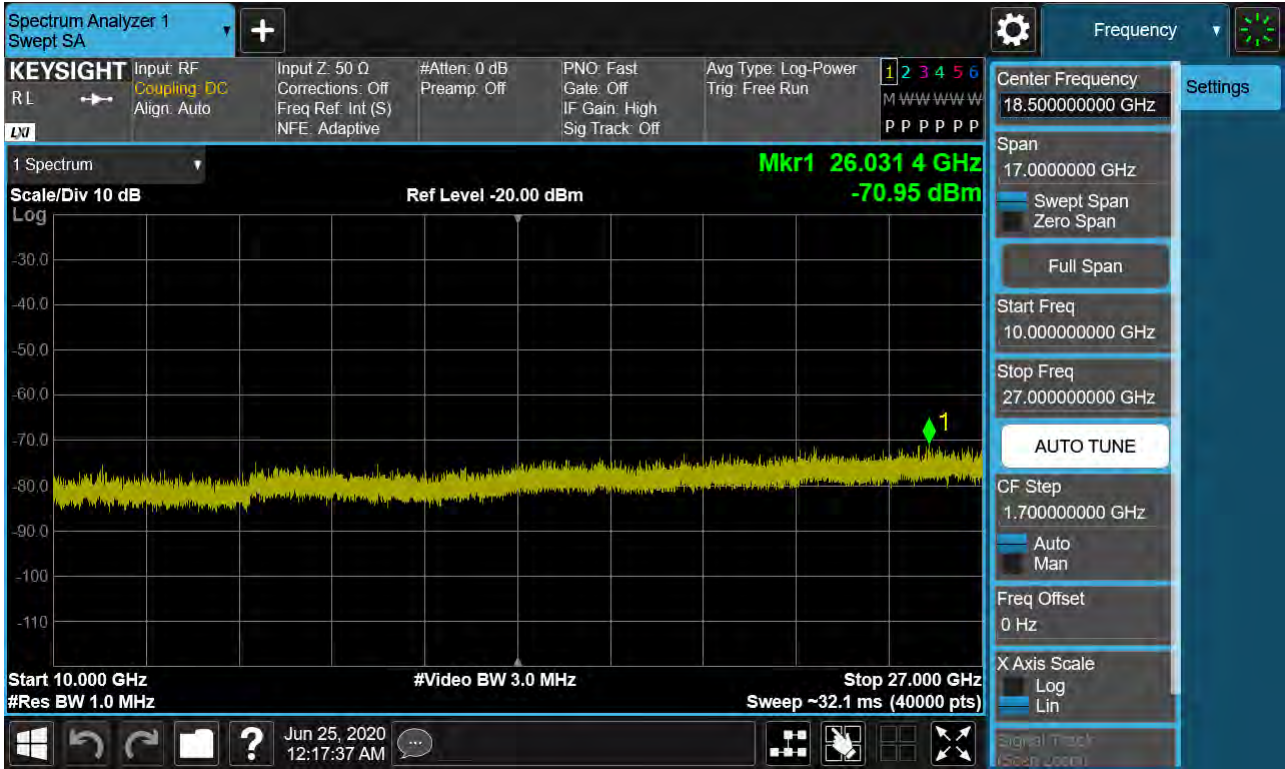 Spectrum Analyzer 1
Swept SA
Frequency
KEYSIGHT
R L
LXI
Input: RF
Coupling: DC
Align: Auto
Input Z: 50 Ω
Corrections: Off
Freq Ref: Int (S)
NFE: Adaptive
#Atten: 0 dB
Preamp: Off
PNO: Fast
Gate: Off
IF Gain: High
Sig Track: Off
Avg Type: Log-Power
Trig: Free Run
1 2 3 4 5 6
M W W W W W
P P P P P P
Center Frequency
18.500000000 GHz
Settings
Span
17.0000000 GHz
Swept Span
Zero Span
Full Span
Start Freq
10.000000000 GHz
Stop Freq
27.000000000 GHz
AUTO TUNE
CF Step
1.700000000 GHz
Auto
Man
Freq Offset
0 Hz
X Axis Scale
Log
Lin
Signal Track
(Span Zoom)
1 Spectrum
Mkr1 26.031 4 GHz
Scale/Div 10 dB
Ref Level -20.00 dBm
-70.95 dBm
Log
-30.0
-40.0
-50.0
-60.0
-70.0
-80.0
-90.0
-100
-110
1
Start 10.000 GHz
#Video BW 3.0 MHz
Stop 27.000 GHz
#Res BW 1.0 MHz
Sweep ~32.1 ms (40000 pts)
?
Jun 25, 2020
12:17:37 AM